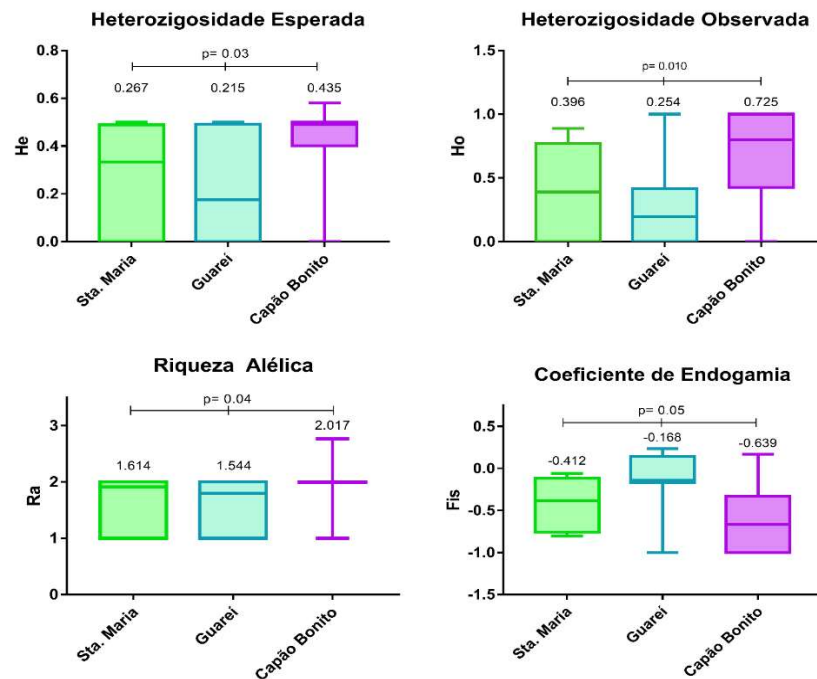 Heterozigosidade Esperada
p= 0.03
0.267 0.215 0.435
0.8
0.6
0.4
0.2
0.0
He
Sta. Maria
Guareí
Capão Bonito
Heterozigosidade Observada
p= 0.010
0.396 0.254 0.725
1.5
1.0
0.5
0.0
Ho
Sta. Maria
Guareí
Capão Bonito
Riqueza Alélica
p= 0.04
1.614 1.544 2.017
3
2
1
0
Ra
Sta. Maria
Guareí
Capão Bonito
Coeficiente de Endogamia
p= 0.05
-0.412 -0.168 -0.639
0.5
0.0
-0.5
-1.0
-1.5
Fis
Sta. Maria
Guareí
Capão Bonito